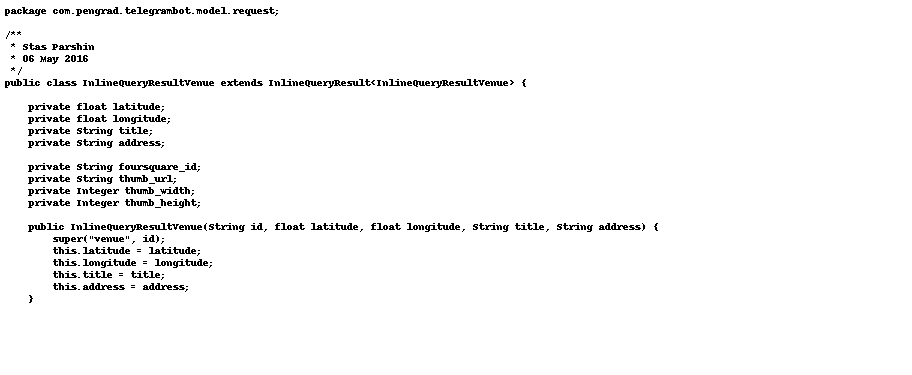 package com.pengrad.telegrambot.model.request;

/**
 * Stas Parshin
 * 06 May 2016
 */
public class InlineQueryResultVenue extends InlineQueryResult<InlineQueryResultVenue> {

    private float latitude;
    private float longitude;
    private String title;
    private String address;

    private String foursquare_id;
    private String thumb_url;
    private Integer thumb_width;
    private Integer thumb_height;

    public InlineQueryResultVenue(String id, float latitude, float longitude, String title, String address) {
        super("venue", id);
        this.latitude = latitude;
        this.longitude = longitude;
        this.title = title;
        this.address = address;
    }